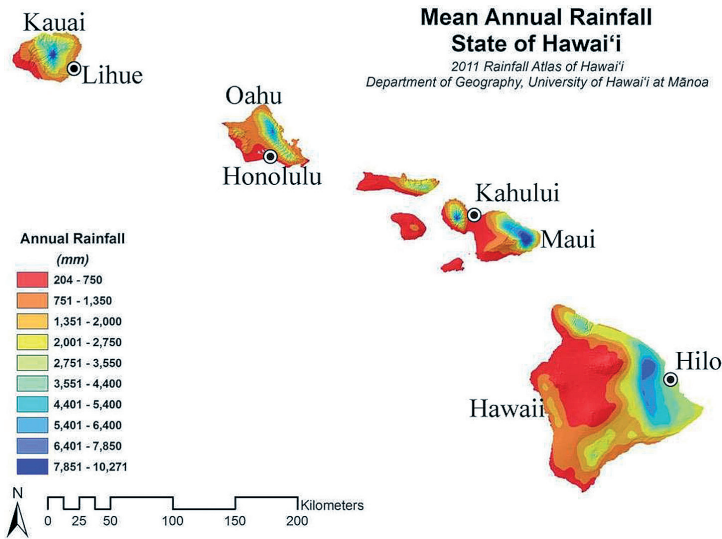 Mean Annual Rainfall
State of Hawaiʻi
2011 Rainfall Atlas of Hawaiʻi
Department of Geography, University of Hawaiʻi at Mānoa
Kauai
Lihue
Oahu
Honolulu
Kahului
Maui
Hilo
Hawaii
Annual Rainfall
(mm)
204 - 750
751 - 1,350
1,351 - 2,000
2,001 - 2,750
2,751 - 3,550
3,551 - 4,400
4,401 - 5,400
5,401 - 6,400
6,401 - 7,850
7,851 - 10,271
N
Kilometers
0 25 50 100 150 200